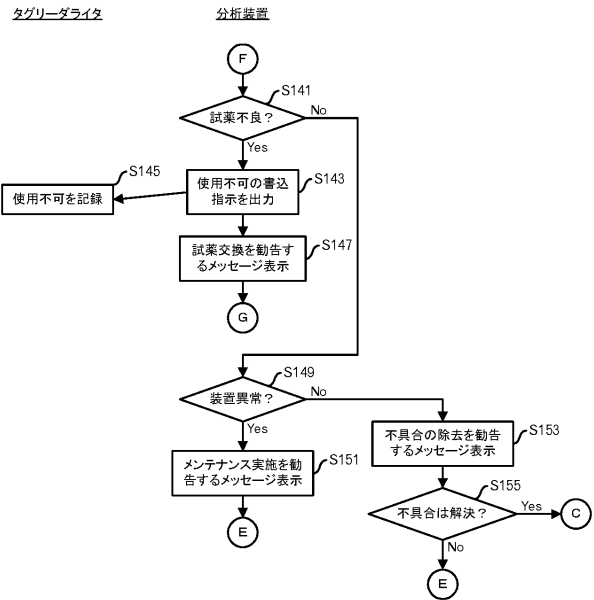 タグリーダライタ
分析装置
F
S141
試薬不良？
No
Yes
S145
使用不可を記録
S143
使用不可の書込
指示を出力
S147
試薬交換を勧告す
るメッセージ表示
G
S149
装置異常？
No
Yes
S151
メンテナンス実施を勧
告するメッセージ表示
E
S153
不具合の除去を勧告
するメッセージ表示
S155
不具合は解決？
Yes
C
No
E